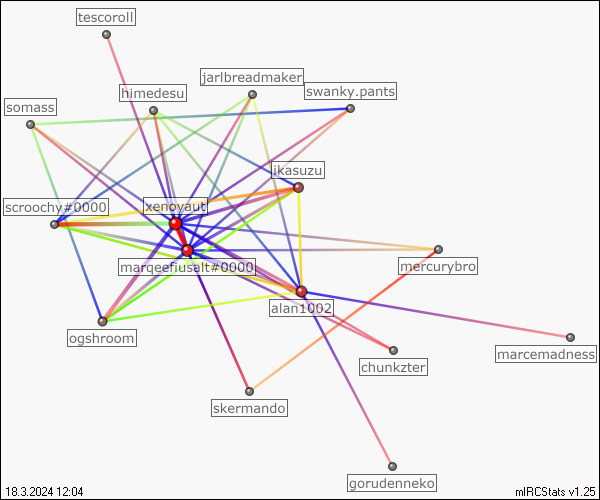 tescoroll
jarlbreadmaker
himedesu
swanky.pants
somass
ikasuzu
scroochy#0000
xenoyaut
marqeefiusalt#0000
mercurybro
alan1002
ogshroom
marcemadness
chunkzter
skermando
gorudenneko
18.3.2024 12:04
mIRCStats v1.25